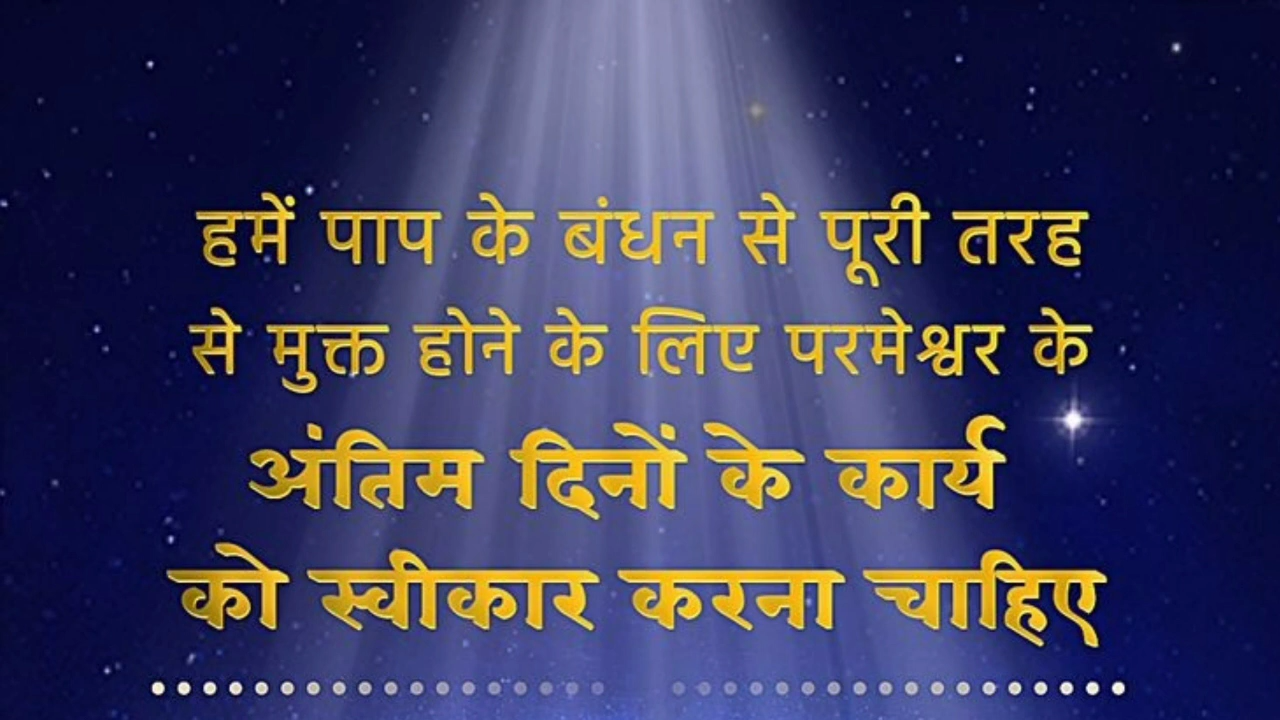 हमें पाप के बंधन से पूरी तरह
से मुक्त होने के लिए परमेश्वर के
अंतिम दिनों के कार्य
को स्वीकार करना चाहिए